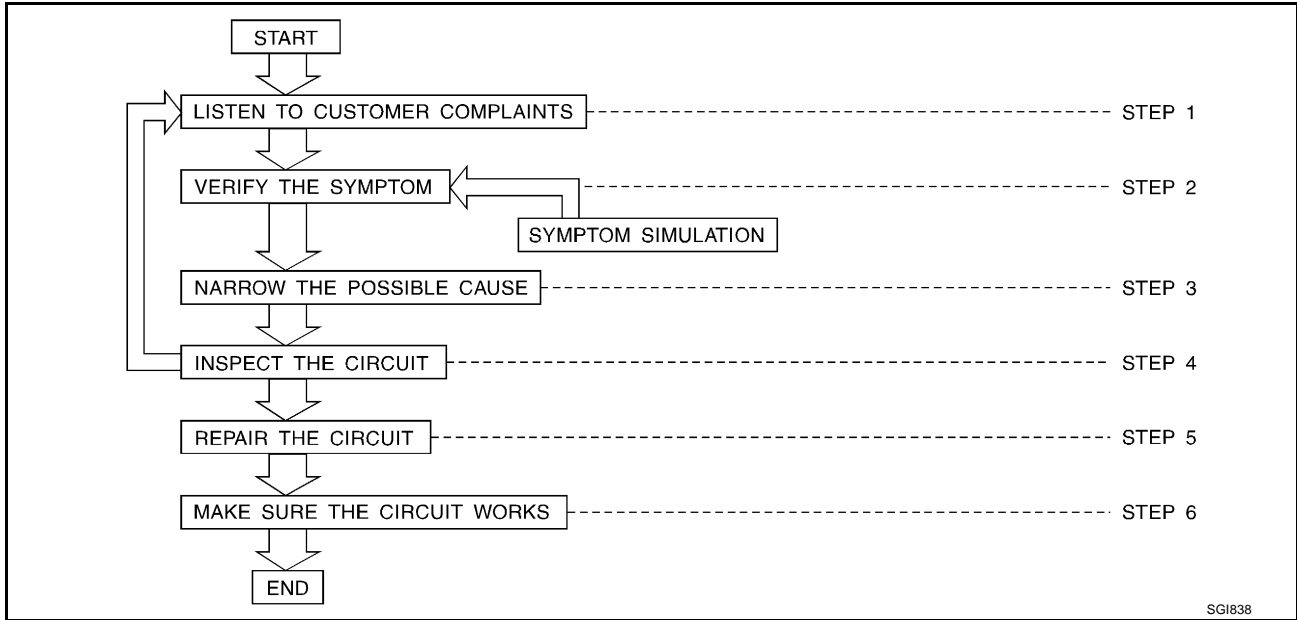 START
LISTEN TO CUSTOMER COMPLAINTS
STEP 1
VERIFY THE SYMPTOM
STEP 2
SYMPTOM SIMULATION
NARROW THE POSSIBLE CAUSE
STEP 3
INSPECT THE CIRCUIT
STEP 4
REPAIR THE CIRCUIT
STEP 5
MAKE SURE THE CIRCUIT WORKS
STEP 6
END
SGI838